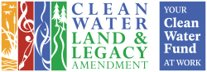 CLEAN
WATER
LAND &
LEGACY
AMENDMENT
YOUR
Clean
Water
Fund
AT WORK